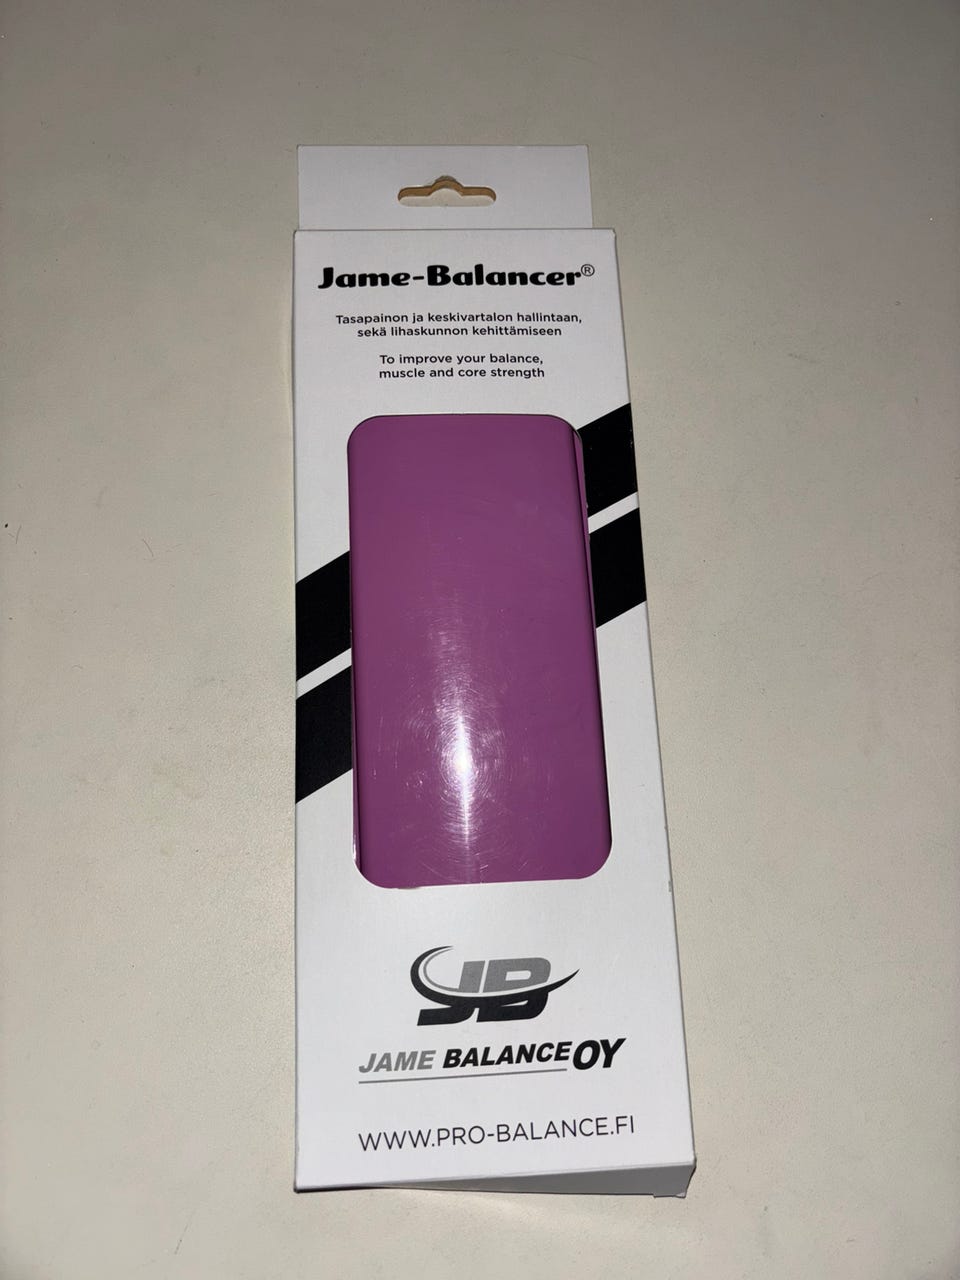 Jame-Balancer®
Tasapainon ja keskivartalon hallintaan,
sekä lihaskunnon kehittämiseen
To improve your balance,
muscle and core strength
JB
JAME BALANCE OY
WWW.PRO-BALANCE.FI